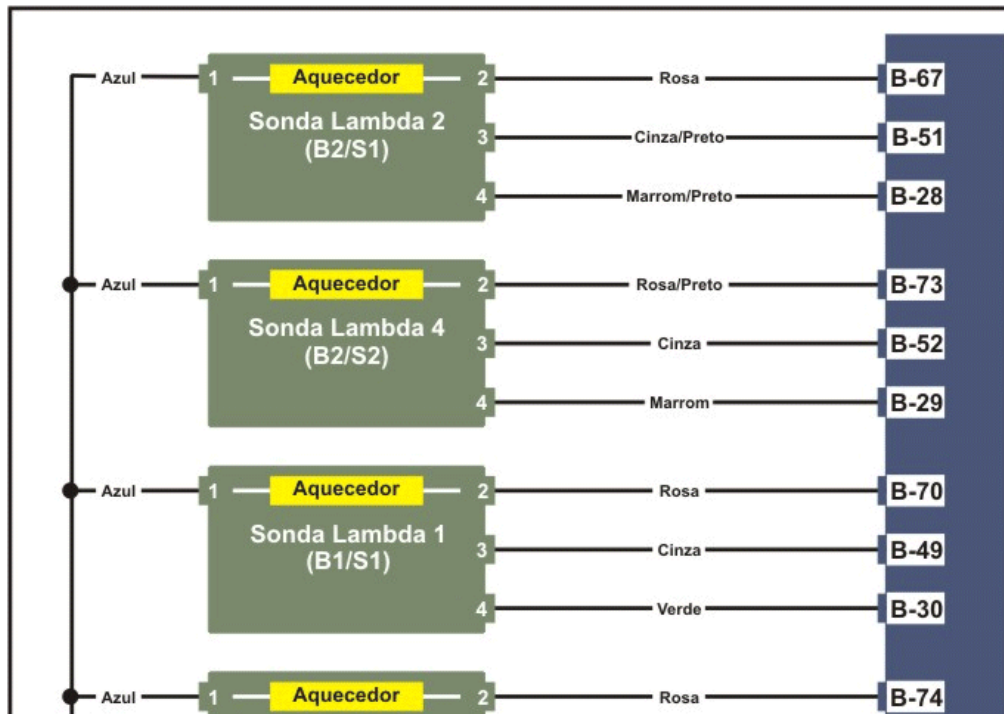 Azul 1 Aquecedor 2 Rosa B-67
Sonda Lambda 2
(B2/S1)
3 Cinza/Preto B-51
4 Marrom/Preto B-28
Azul 1 Aquecedor 2 Rosa/Preto B-73
Sonda Lambda 4
(B2/S2)
3 Cinza B-52
4 Marrom B-29
Azul 1 Aquecedor 2 Rosa B-70
Sonda Lambda 1
(B1/S1)
3 Cinza B-49
4 Verde B-30
Azul 1 Aquecedor 2 Rosa B-74